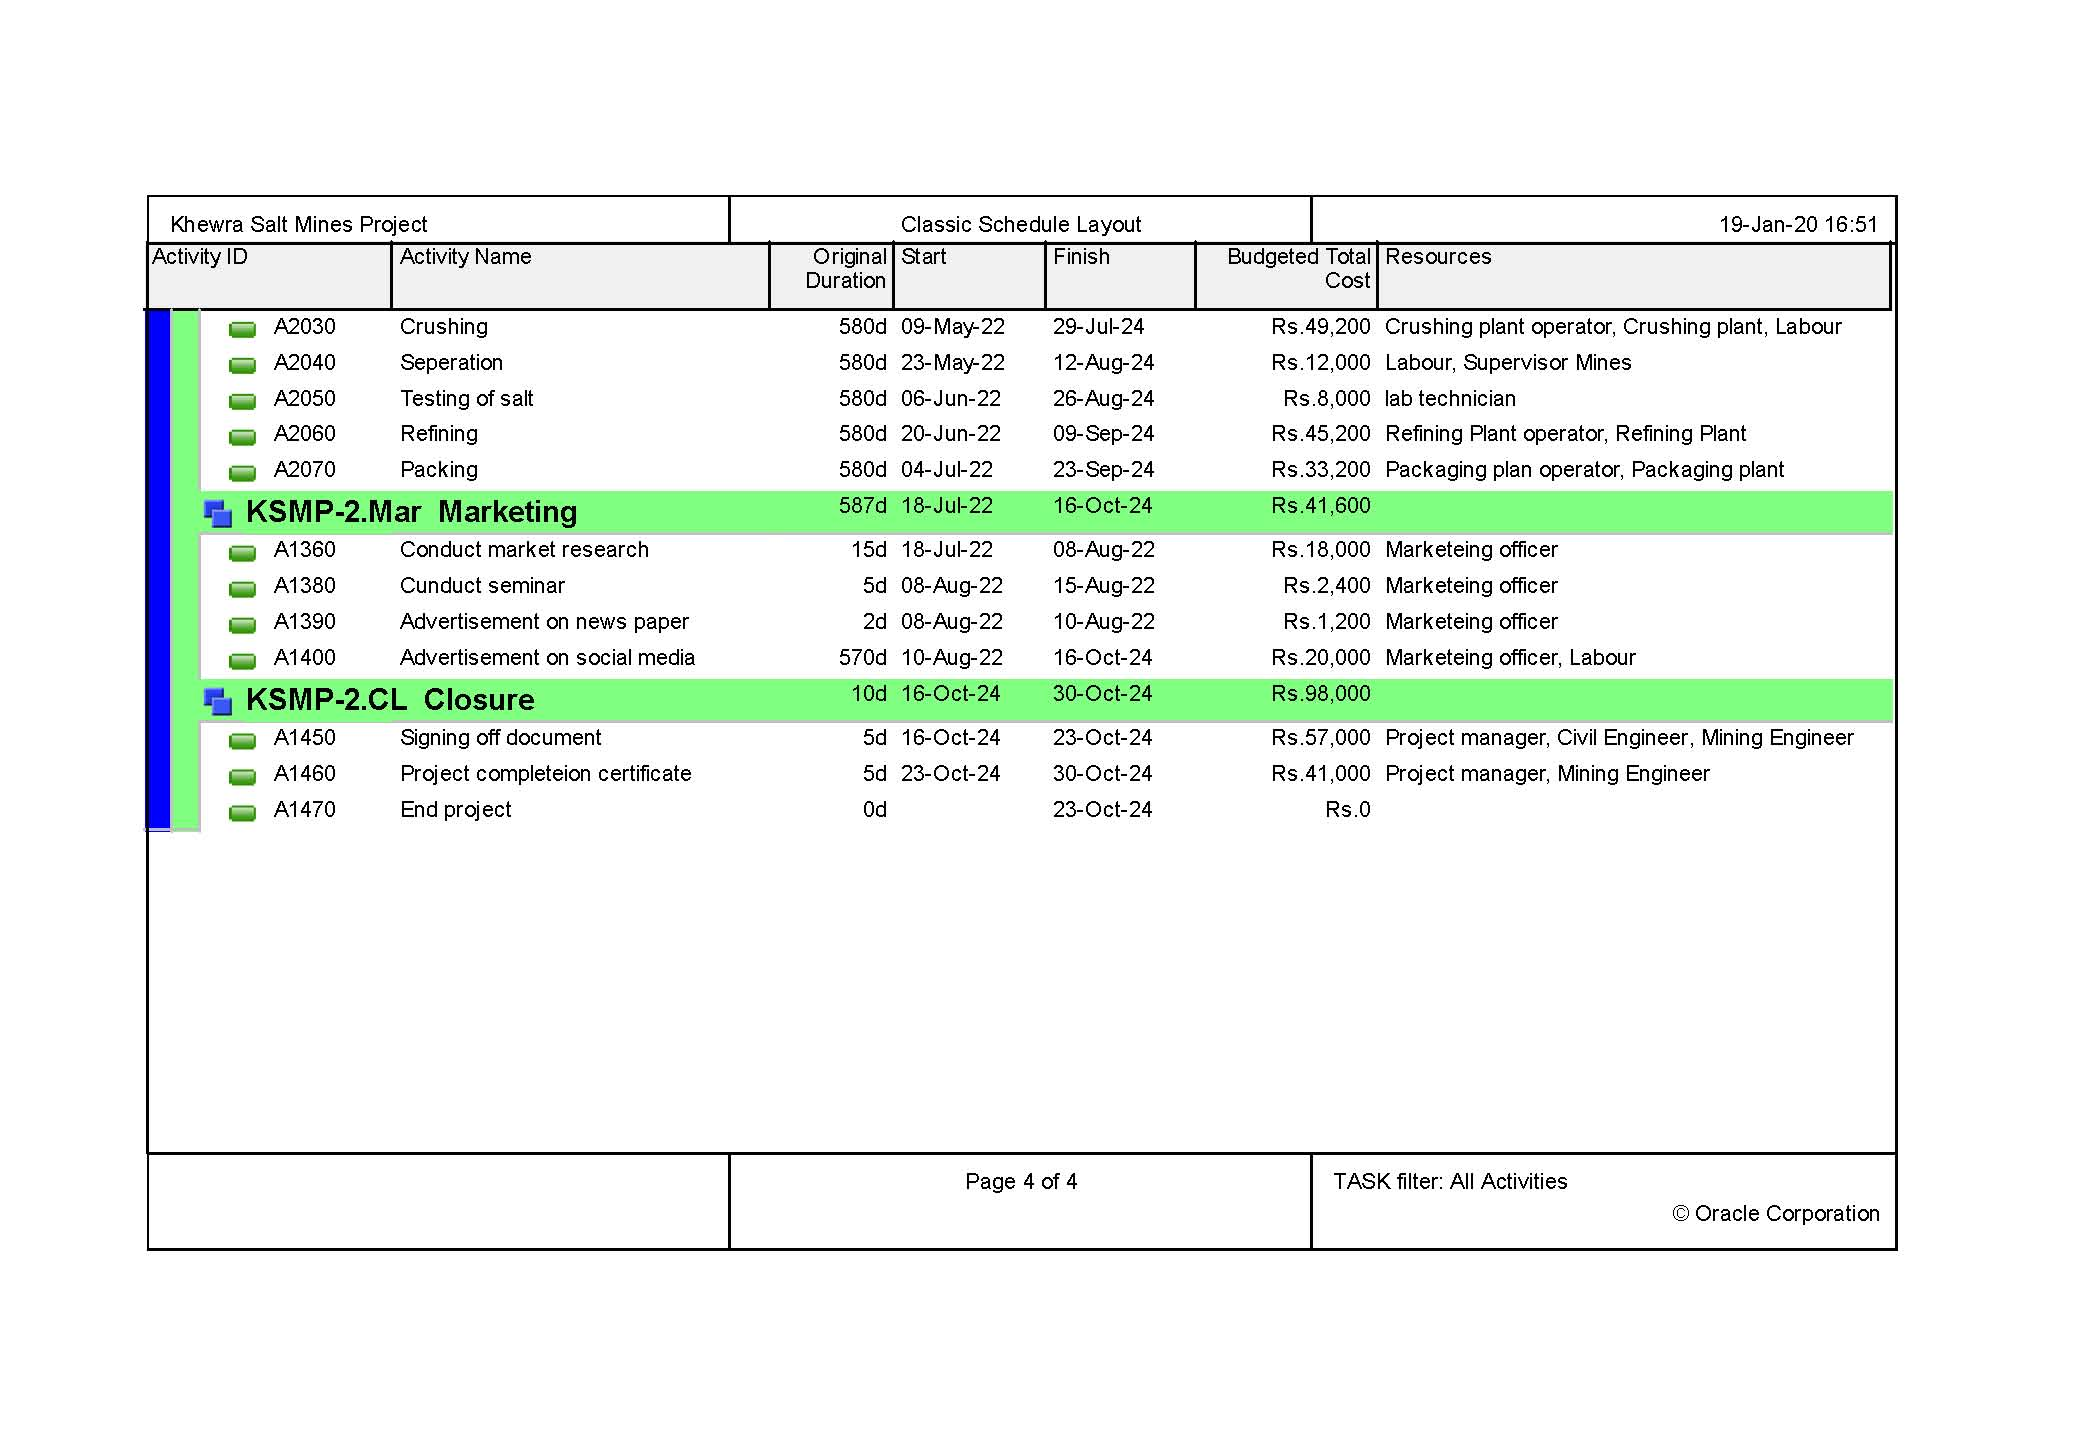 Khewra Salt Mines Project Classic Schedule Layout 19-Jan-20 16:51
Activity ID Activity Name Original Duration Start Finish Budgeted Total Cost Resources
A2030 Crushing 580d 09-May-22 29-Jul-24 Rs.49,200 Crushing plant operator, Crushing plant, Labour
A2040 Seperation 580d 23-May-22 12-Aug-24 Rs.12,000 Labour, Supervisor Mines
A2050 Testing of salt 580d 06-Jun-22 26-Aug-24 Rs.8,000 lab technician
A2060 Refining 580d 20-Jun-22 09-Sep-24 Rs.45,200 Refining Plant operator, Refining Plant
A2070 Packing 580d 04-Jul-22 23-Sep-24 Rs.33,200 Packaging plan operator, Packaging plant
KSMP-2.Mar Marketing 587d 18-Jul-22 16-Oct-24 Rs.41,600
A1360 Conduct market research 15d 18-Jul-22 08-Aug-22 Rs.18,000 Marketeing officer
A1380 Cunduct seminar 5d 08-Aug-22 15-Aug-22 Rs.2,400 Marketeing officer
A1390 Advertisement on news paper 2d 08-Aug-22 10-Aug-22 Rs.1,200 Marketeing officer
A1400 Advertisement on social media 570d 10-Aug-22 16-Oct-24 Rs.20,000 Marketeing officer, Labour
KSMP-2.CL Closure 10d 16-Oct-24 30-Oct-24 Rs.98,000
A1450 Signing off document 5d 16-Oct-24 23-Oct-24 Rs.57,000 Project manager, Civil Engineer, Mining Engineer
A1460 Project completeion certificate 5d 23-Oct-24 30-Oct-24 Rs.41,000 Project manager, Mining Engineer
A1470 End project 0d 23-Oct-24 Rs.0
Page 4 of 4 TASK filter: All Activities
© Oracle Corporation